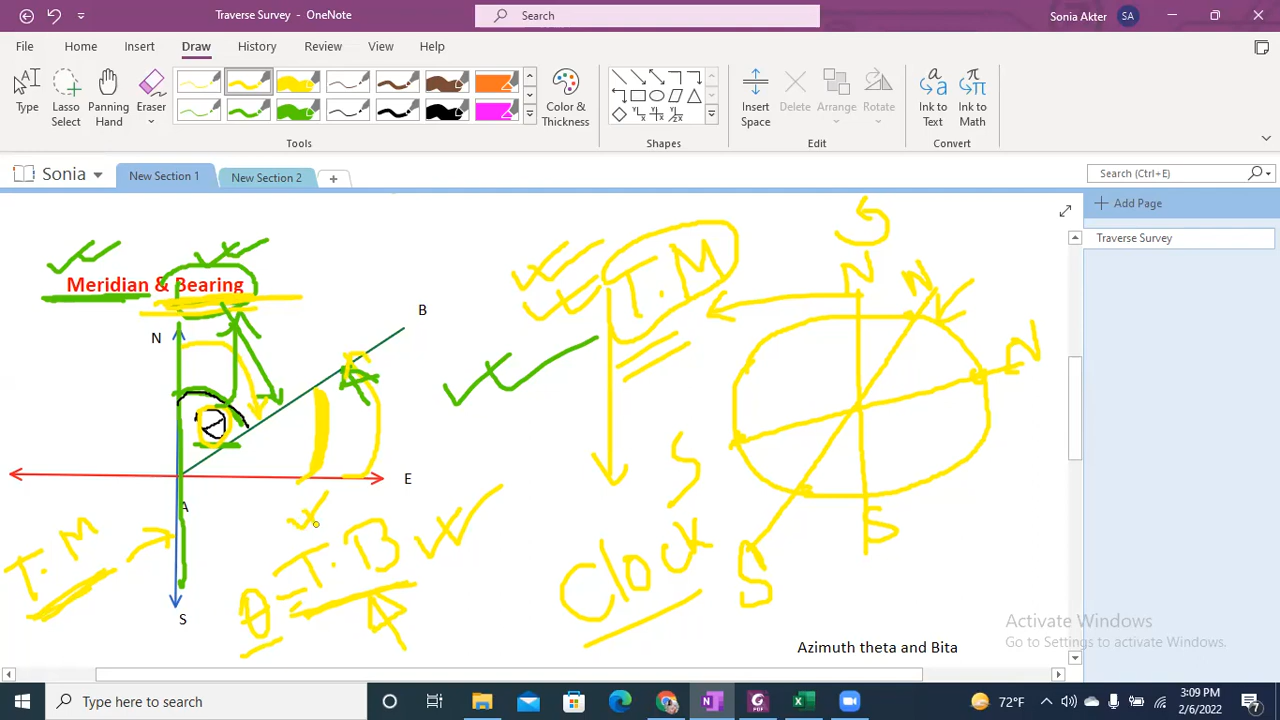 Traverse Survey - OneNote
Search
Sonia Akter SA
File Home Insert Draw History Review View Help
Type Lasso Select Panning Hand Eraser Color & Thickness Insert Space Delete Arrange Rotate Ink to Text Ink to Math
Tools Shapes Edit Convert
Sonia New Section 1 New Section 2 Search (Ctrl+E)
Add Page
Traverse Survey
Meridian & Bearing
T.M
N N N
B
N
E
A
S
T.M
θ = T.B
S
Clock
S
S
Azimuth theta and Bita
Activate Windows
Go to Settings to activate Windows.
Type here to search
72°F
3:09 PM
2/6/2022
7